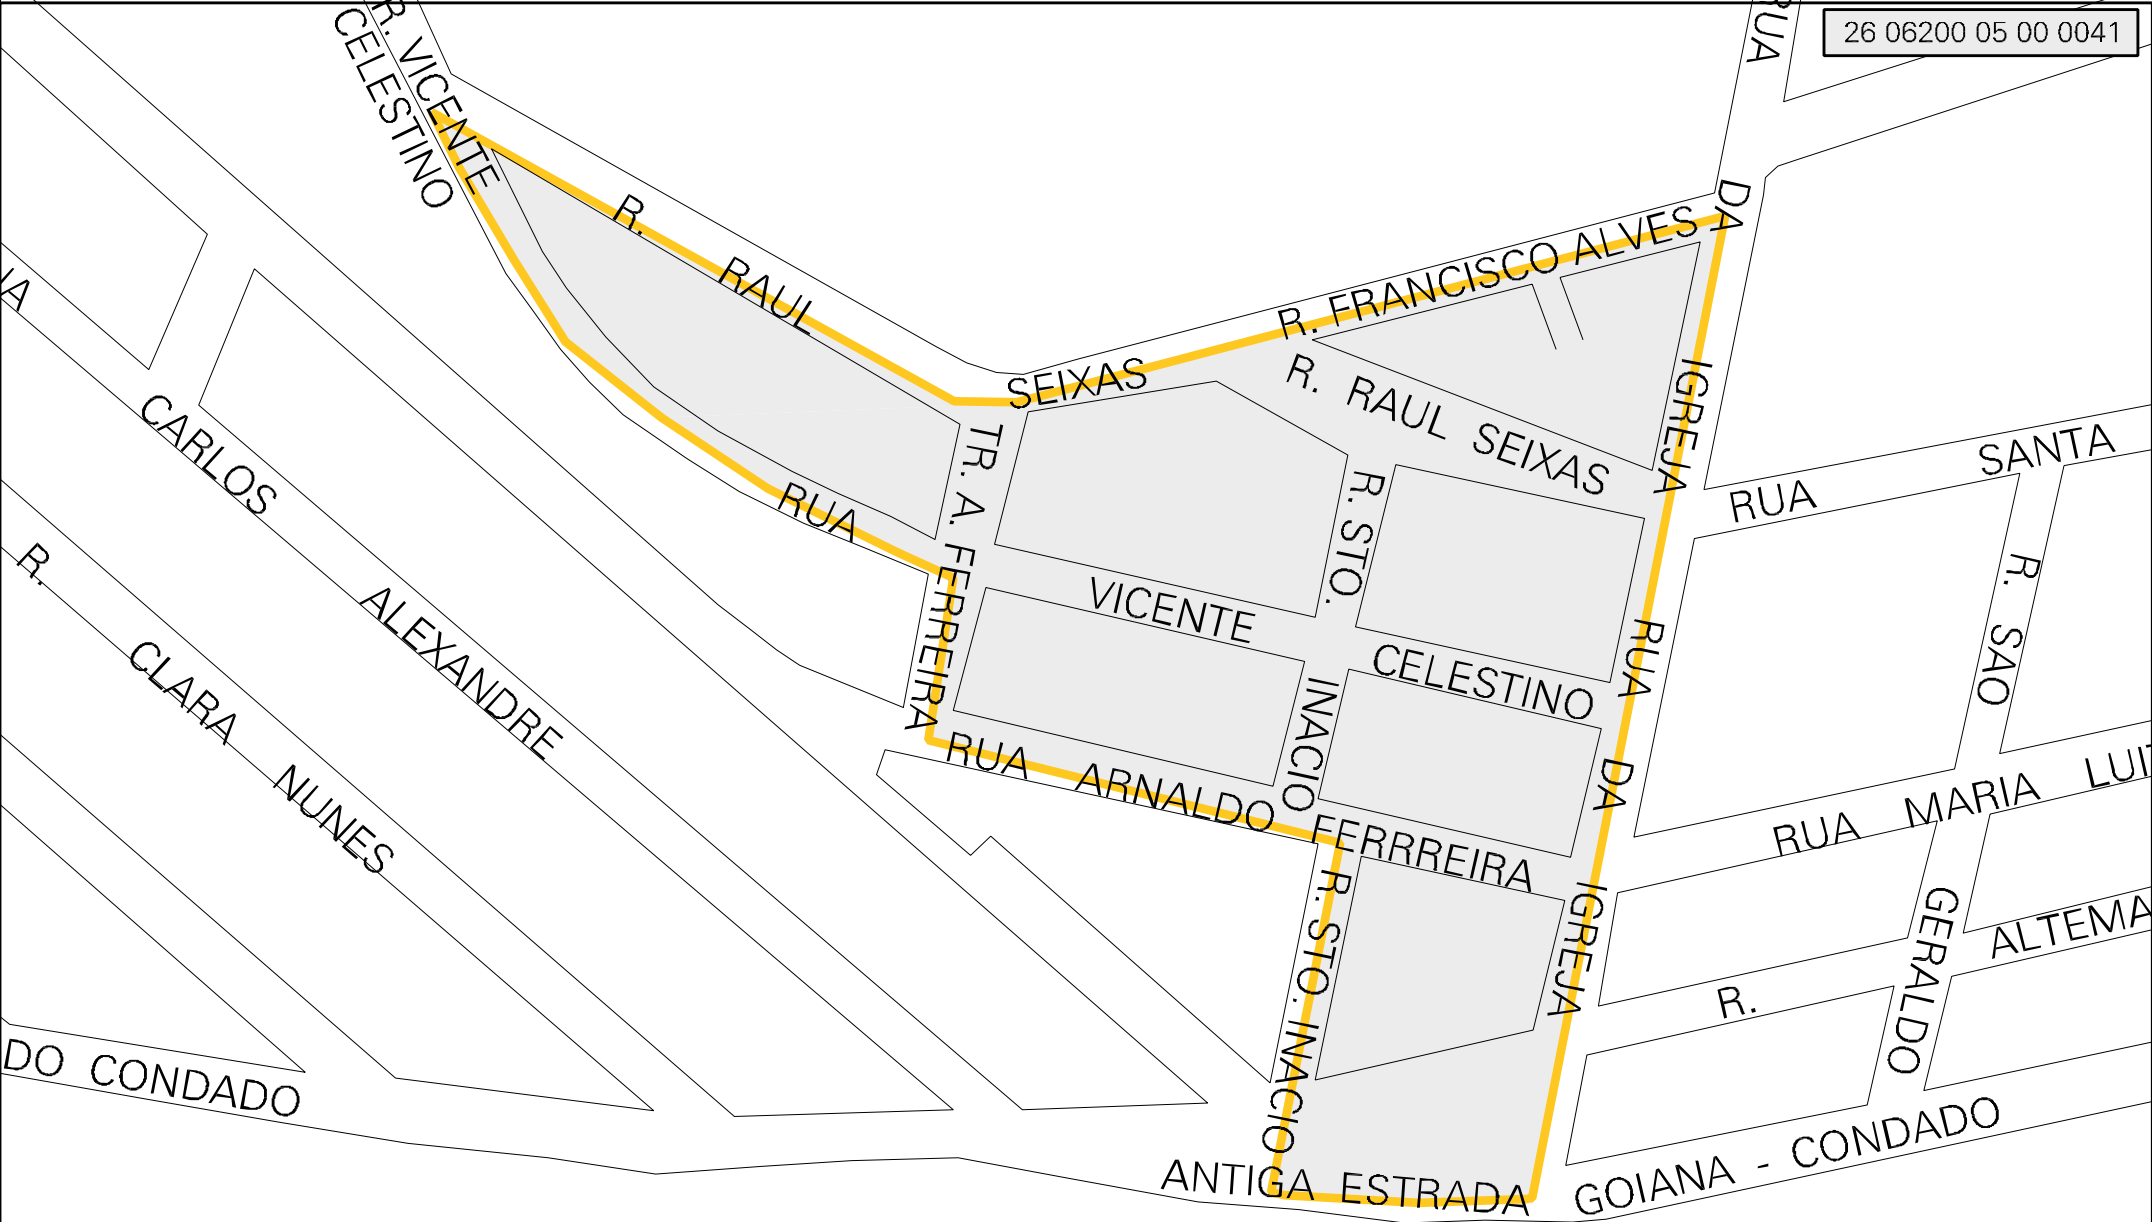 26 06200 05 00 0041
R. VICENTE
CELESTINO
RUA DA IGREJA
R. RAUL SEIXAS
R. FRANCISCO ALVES
R. RAUL SEIXAS
TR. A. FERREIRA
RUA VICENTE CELESTINO
R. STO. INACIO
RUA SANTA
R. SAO GERALDO
CARLOS ALEXANDRE
R. CLARA NUNES
RUA ARNALDO FERRREIRA
RUA DA IGREJA
RUA MARIA LUI
R. ALTEMA
R. STO. INACIO
DO CONDADO
ANTIGA ESTRADA GOIANA - CONDADO